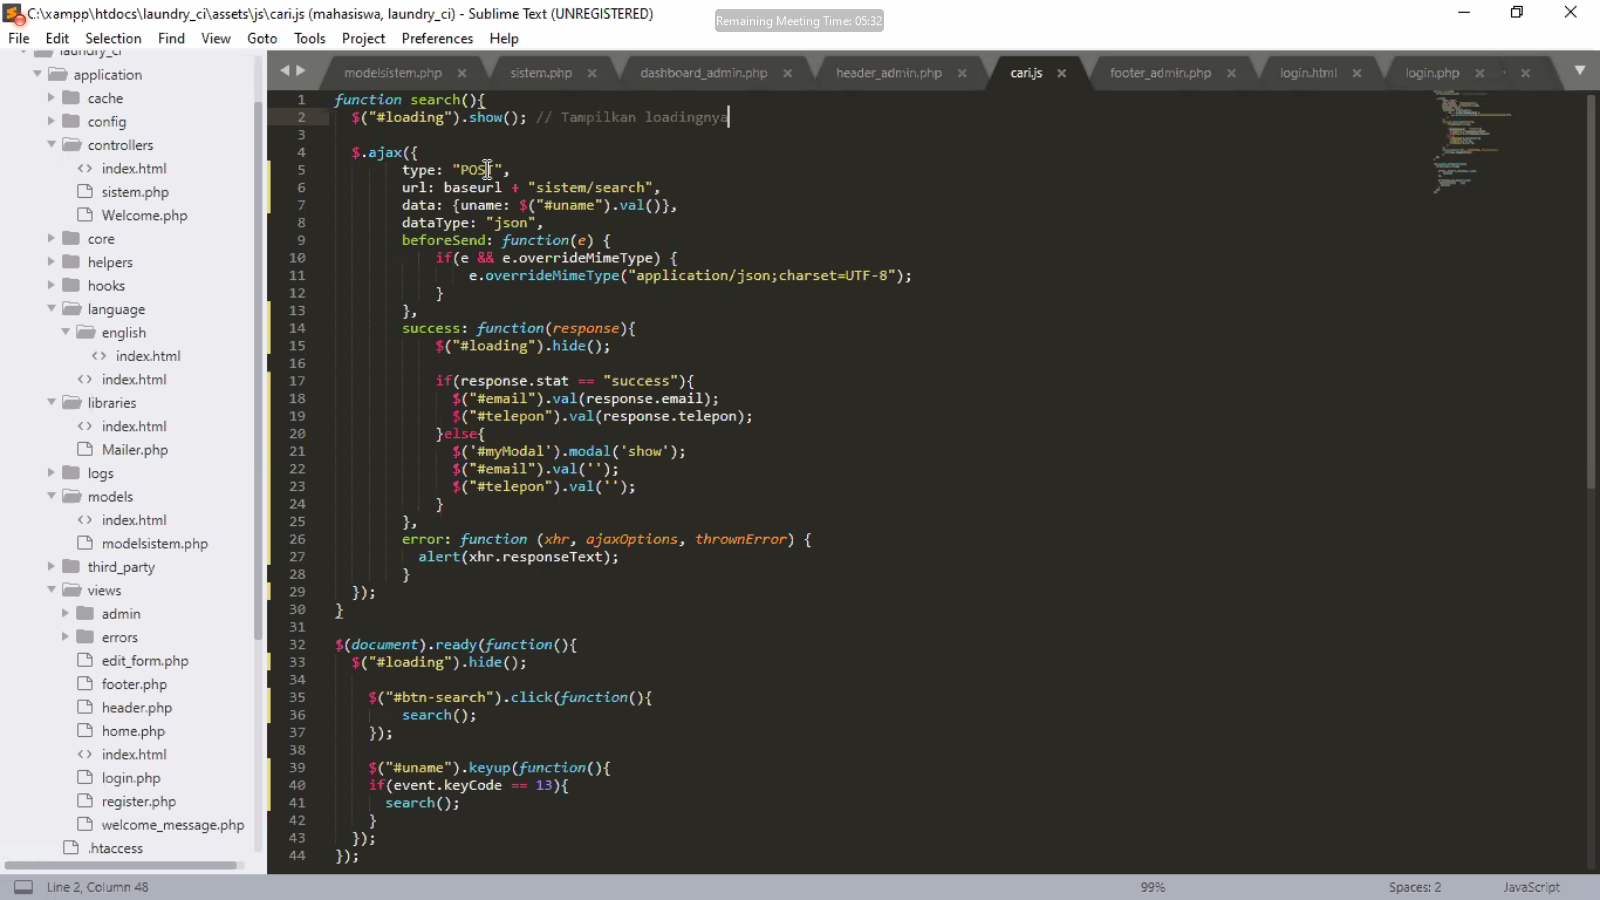 C:\xampp\htdocs\laundry_ci\assets\js\cari.js (mahasiswa, laundry_ci) - Sublime Text (UNREGISTERED)
Remaining Meeting Time: 05:32
File Edit Selection Find View Goto Tools Project Preferences Help
modelsistem.php sistem.php dashboard_admin.php header_admin.php cari.js footer_admin.php login.html login.php
laundry_ci
application
cache
config
controllers
index.html
sistem.php
Welcome.php
core
helpers
hooks
language
english
index.html
index.html
libraries
index.html
Mailer.php
logs
models
index.html
modelsistem.php
third_party
views
admin
errors
edit_form.php
footer.php
header.php
home.php
index.html
login.php
register.php
welcome_message.php
.htaccess
1 function search(){
2 $("#loading").show(); // Tampilkan loadingnya
3
4 $.ajax({
5 type: "POST",
6 url: baseurl + "sistem/search",
7 data: {uname: $("#uname").val()},
8 dataType: "json",
9 beforeSend: function(e) {
10 if(e && e.overrideMimeType) {
11 e.overrideMimeType("application/json;charset=UTF-8");
12 }
13 },
14 success: function(response){
15 $("#loading").hide();
16
17 if(response.stat == "success"){
18 $("#email").val(response.email);
19 $("#telepon").val(response.telepon);
20 }else{
21 $('#myModal').modal('show');
22 $("#email").val('');
23 $("#telepon").val('');
24 }
25 },
26 error: function (xhr, ajaxOptions, thrownError) {
27 alert(xhr.responseText);
28 }
29 });
30 }
31
32 $(document).ready(function(){
33 $("#loading").hide();
34
35 $("#btn-search").click(function(){
36 search();
37 });
38
39 $("#uname").keyup(function(){
40 if(event.keyCode == 13){
41 search();
42 }
43 });
44 });
Line 2, Column 48
99%
Spaces: 2
JavaScript